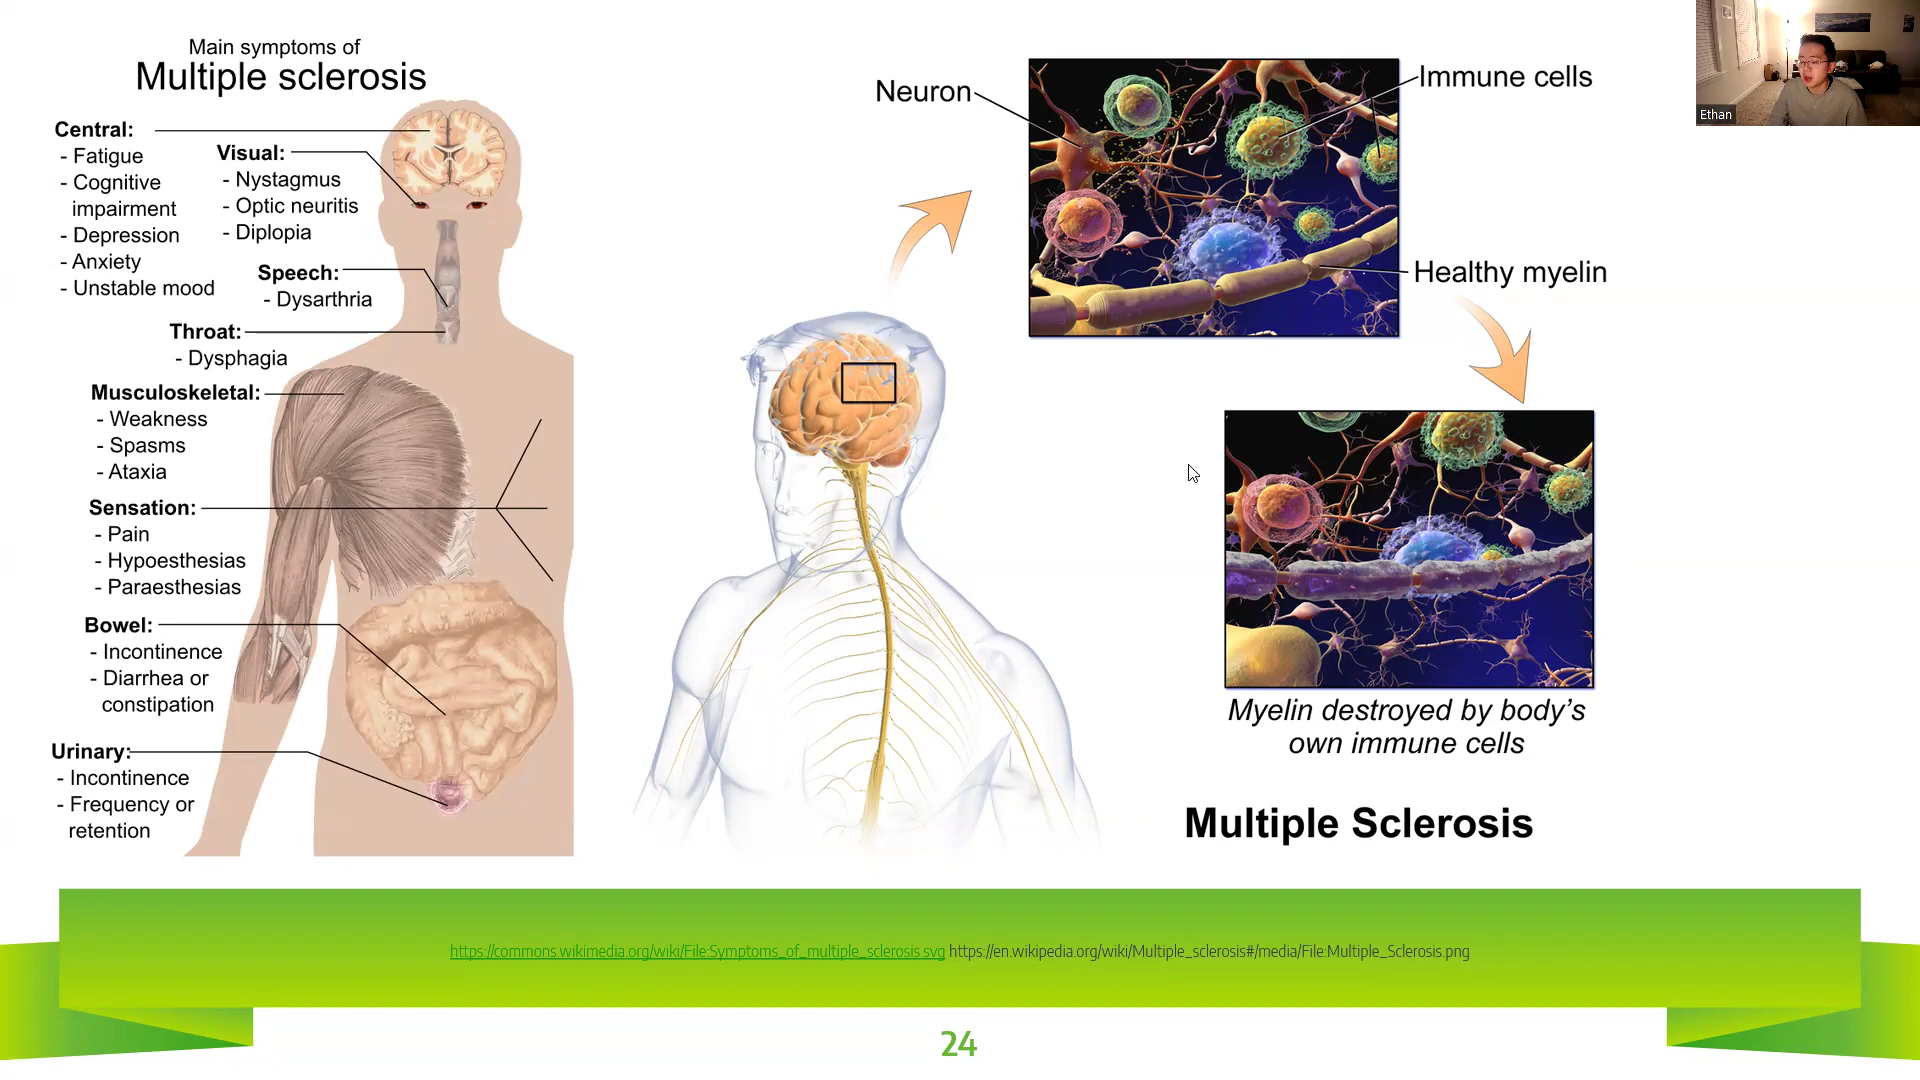 Main symptoms of
Multiple sclerosis
Central:
- Fatigue
- Cognitive
impairment
- Depression
- Anxiety
- Unstable mood
Visual:
- Nystagmus
- Optic neuritis
- Diplopia
Speech:
- Dysarthria
Throat:
- Dysphagia
Musculoskeletal:
- Weakness
- Spasms
- Ataxia
Sensation:
- Pain
- Hypoesthesias
- Paraesthesias
Bowel:
- Incontinence
- Diarrhea or
constipation
Urinary:
- Incontinence
- Frequency or
retention
Neuron
Immune cells
Healthy myelin
Myelin destroyed by body's
own immune cells
Multiple Sclerosis
Ethan
https://commons.wikimedia.org/wiki/File:Symptoms_of_multiple_sclerosis.svg https://en.wikipedia.org/wiki/Multiple_sclerosis#/media/File:Multiple_Sclerosis.png
24